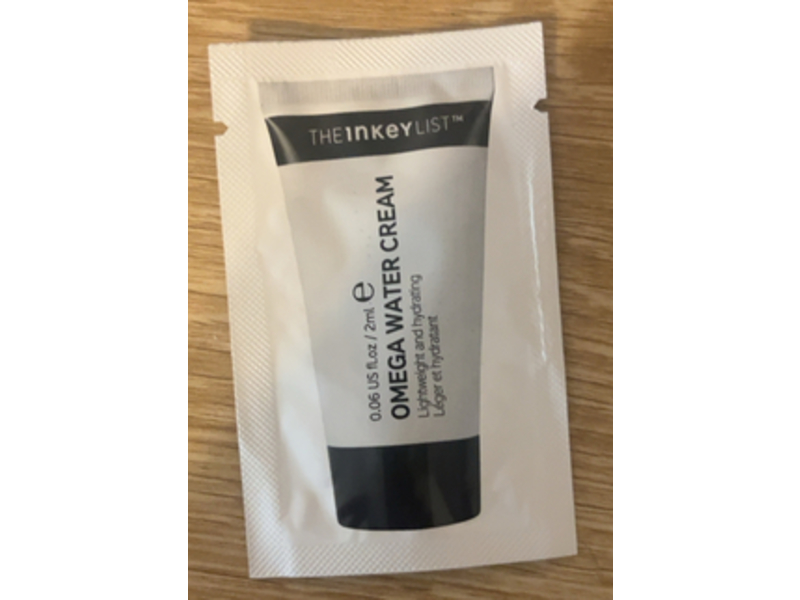 THE INKEY LIST™
0.06 US fl.oz / 2ml e
OMEGA WATER CREAM
Lightweight and hydrating
Léger et hydratant